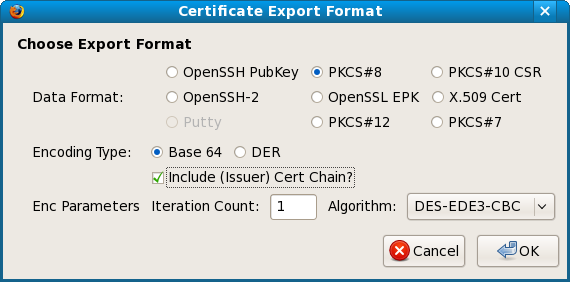 Certificate Export Format
Choose Export Format
OpenSSH PubKey PKCS#8 PKCS#10 CSR
Data Format: OpenSSH-2 OpenSSL EPK X.509 Cert
Putty PKCS#12 PKCS#7
Encoding Type: Base 64 DER
Include (Issuer) Cert Chain?
Enc Parameters Iteration Count: 1 Algorithm: DES-EDE3-CBC
Cancel OK